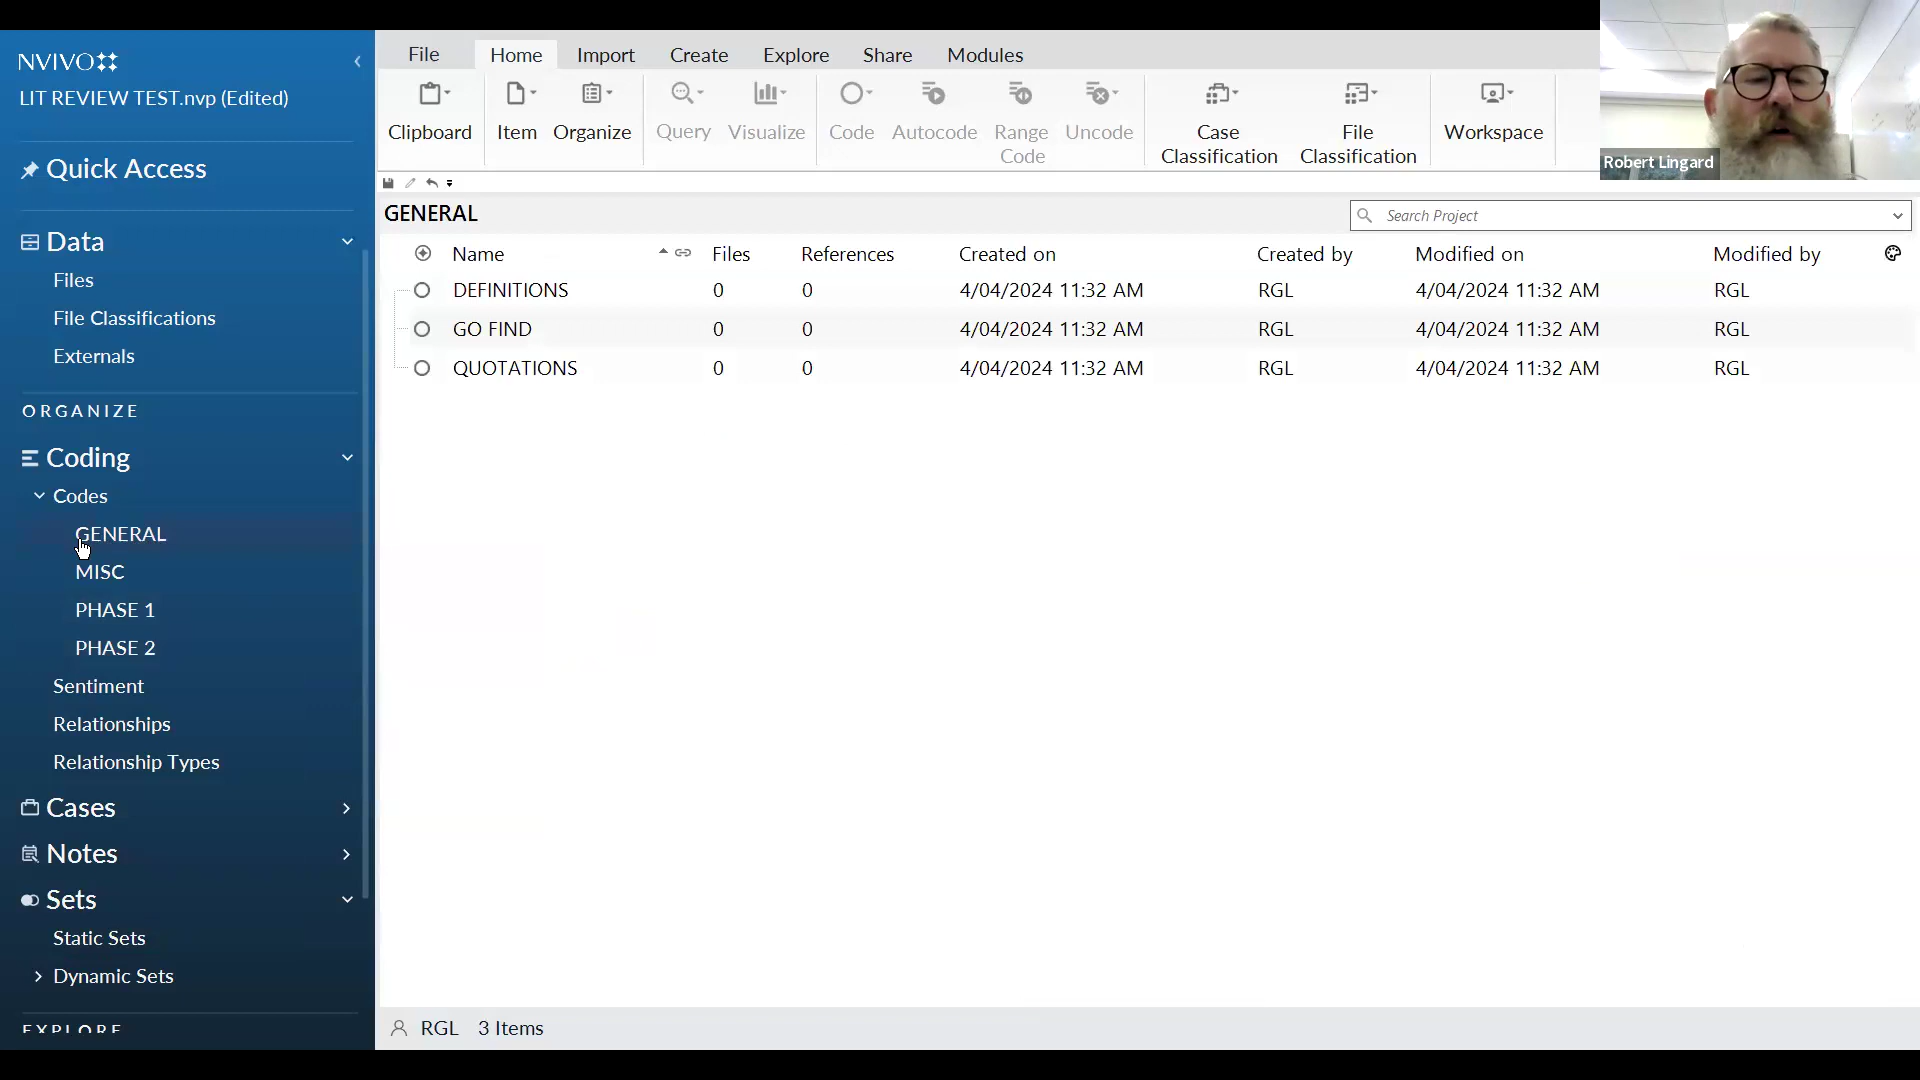 NVIVO
LIT REVIEW TEST.nvp (Edited)
Quick Access
Data
Files
File Classifications
Externals
ORGANIZE
Coding
Codes
GENERAL
MISC
PHASE 1
PHASE 2
Sentiment
Relationships
Relationship Types
Cases
Notes
Sets
Static Sets
Dynamic Sets
EXPLORE
File Home Import Create Explore Share Modules
Clipboard Item Organize Query Visualize Code Autocode Range Code Uncode Case Classification File Classification Workspace
Robert Lingard
GENERAL Search Project
Name Files References Created on Created by Modified on Modified by
DEFINITIONS 0 0 4/04/2024 11:32 AM RGL 4/04/2024 11:32 AM RGL
GO FIND 0 0 4/04/2024 11:32 AM RGL 4/04/2024 11:32 AM RGL
QUOTATIONS 0 0 4/04/2024 11:32 AM RGL 4/04/2024 11:32 AM RGL
RGL 3 Items